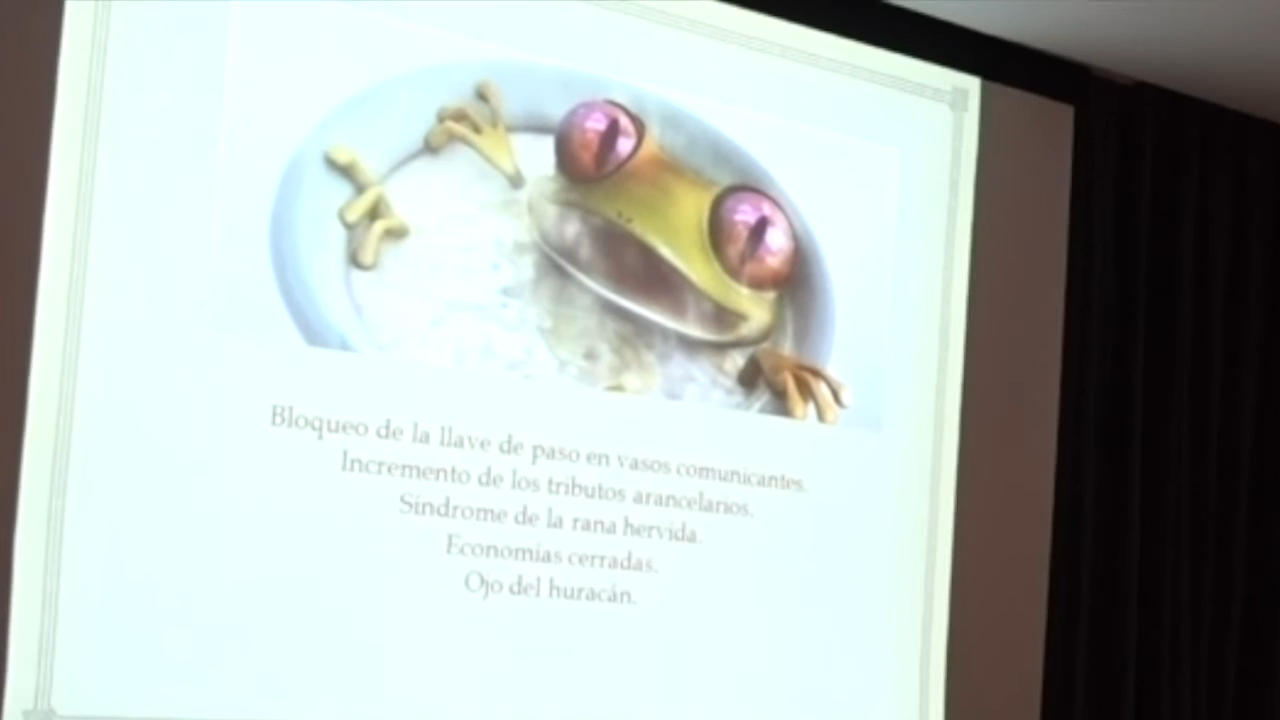 Bloqueo de la llave de paso en vasos comunicantes.
Incremento de los tributos arancelarios.
Síndrome de la rana hervida.
Economías cerradas.
Ojo del huracán.